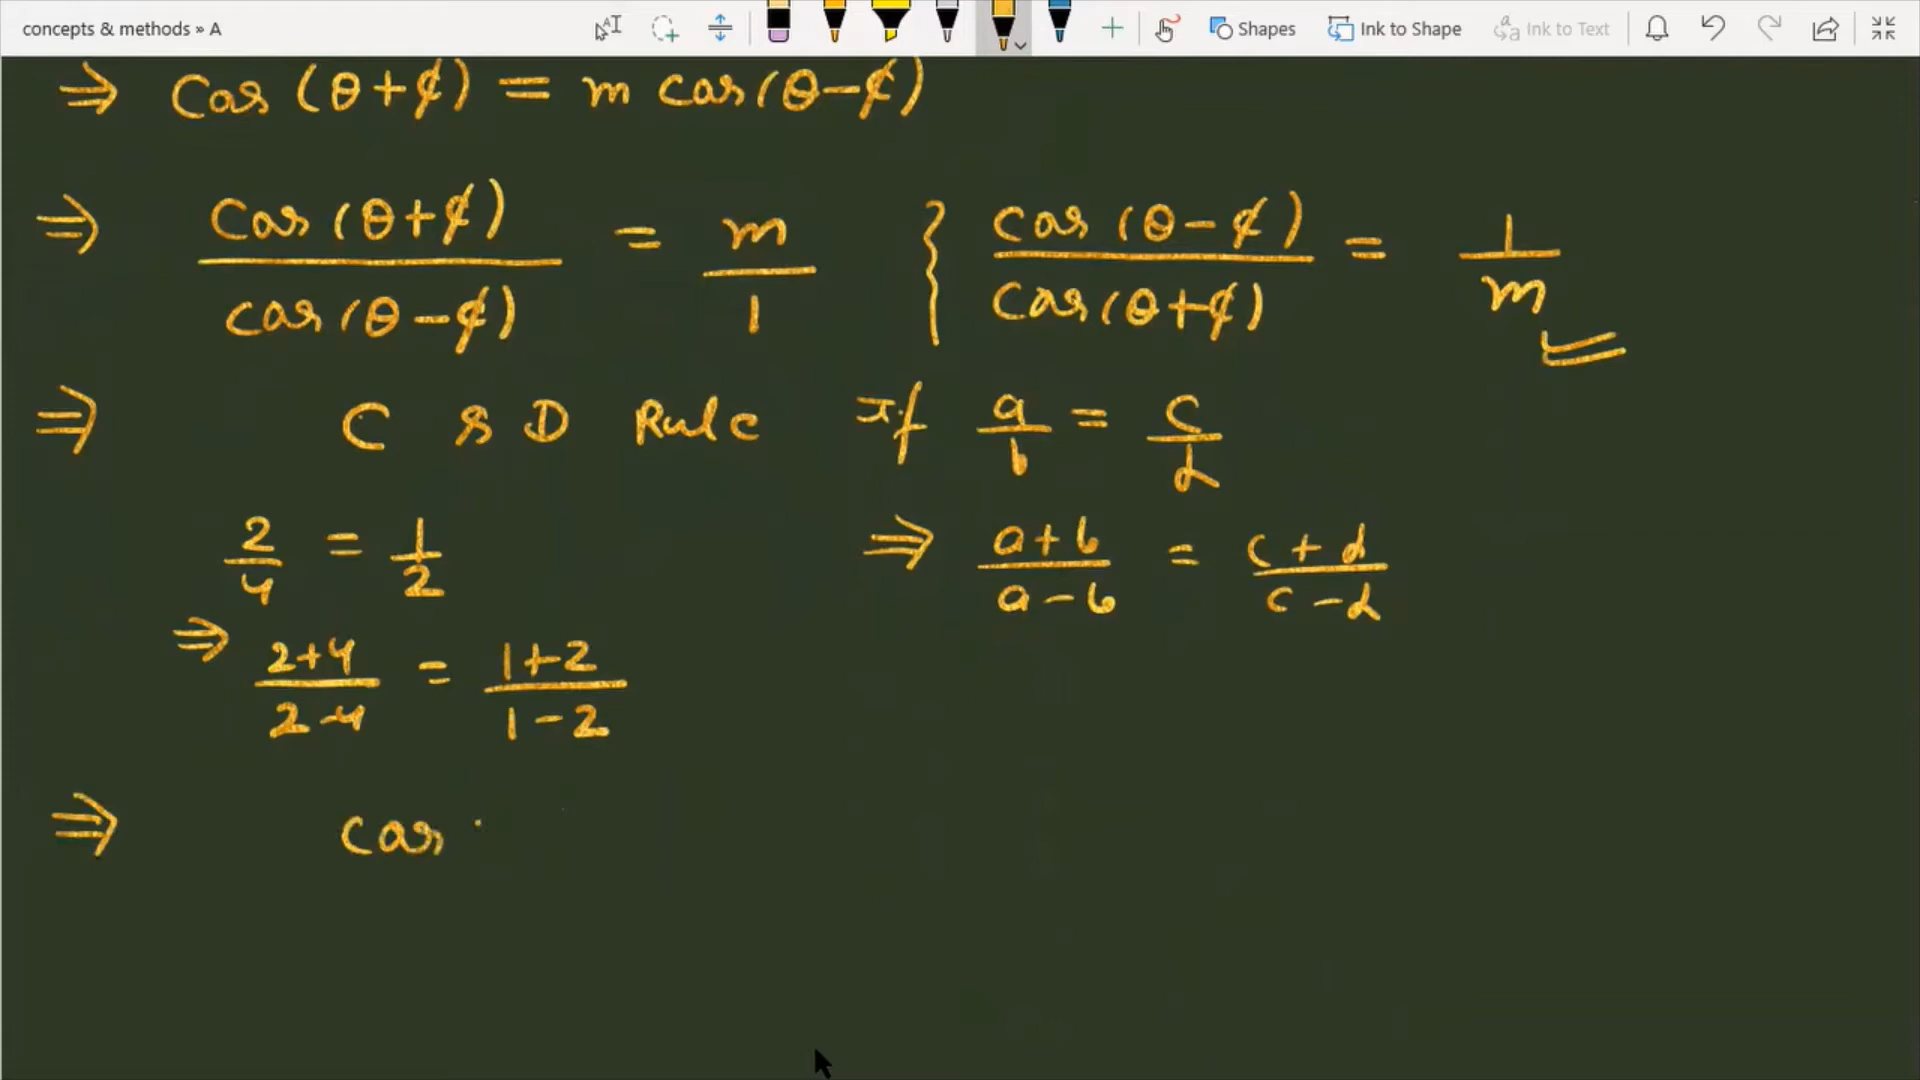 concepts & methods » A Shapes Ink to Shape Ink to Text
⇒ Cos (θ+ϕ) = m cos(θ-ϕ)
⇒ Cos (θ+ϕ) / cos(θ-ϕ) = m / 1 } cos(θ-ϕ) / cos(θ+ϕ) = 1 / m
⇒ C & D Rule If a/b = c/d
2/4 = 1/2 ⇒ a+b / a-b = c+d / c-d
⇒ 2+4 / 2-4 = 1+2 / 1-2
⇒ cos